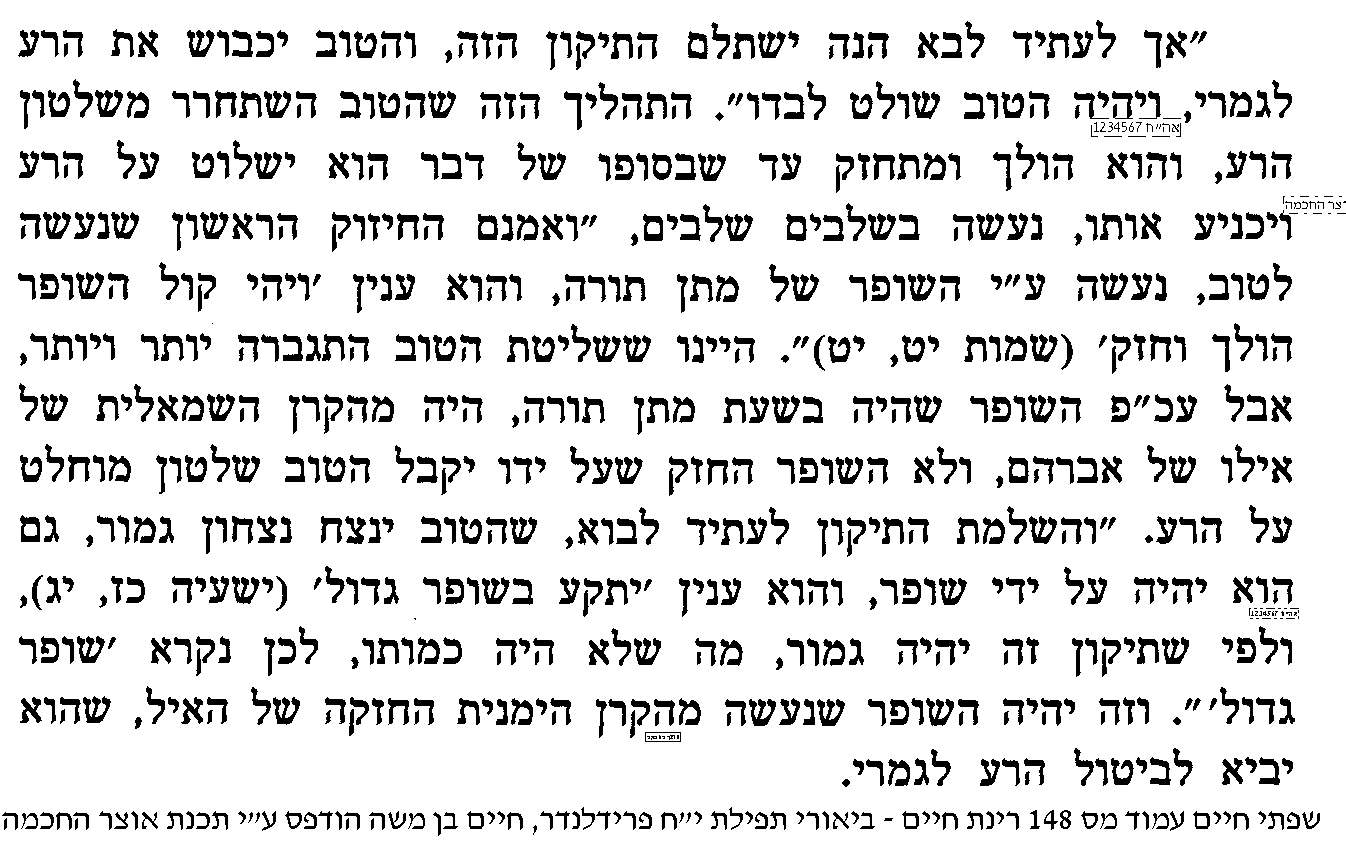 "אך לעתיד לבא הנה ישתלם התיקון הזה, והטוב יכבוש את הרע
לגמרי, ויהיה הטוב שולט לבדו". התהליך הזה שהטוב השתחרר משלטון
אה"ח 1234567
הרע, והוא הולך ומתחזק עד שבסופו של דבר הוא ישלוט על הרע
וצר החכמה
ויכניע אותו, נעשה בשלבים שלבים, "ואמנם החיזוק הראשון שנעשה
לטוב, נעשה ע"י השופר של מתן תורה, והוא ענין 'ויהי קול השופר
הולך וחזק' (שמות יט, יט)". היינו ששליטת הטוב התגברה יותר ויותר,
אבל עכ"פ השופר שהיה בשעת מתן תורה, היה מהקרן השמאלית של
אילו של אברהם, ולא השופר החזק שעל ידו יקבל הטוב שלטון מוחלט
על הרע. "והשלמת התיקון לעתיד לבוא, שהטוב ינצח נצחון גמור, גם
הוא יהיה על ידי שופר, והוא ענין 'יתקע בשופר גדול' (ישעיה כז, יג),
אה"ח 1234567
ולפי שתיקון זה יהיה גמור, מה שלא היה כמותו, לכן נקרא 'שופר
גדול'". וזה יהיה השופר שנעשה מהקרן הימנית החזקה של האיל, שהוא
יביא לביטול הרע לגמרי.
שפתי חיים עמוד מס 148 רינת חיים - ביאורי תפילת י"ח פרידלנדר, חיים בן משה הודפס ע"י תכנת אוצר החכמה